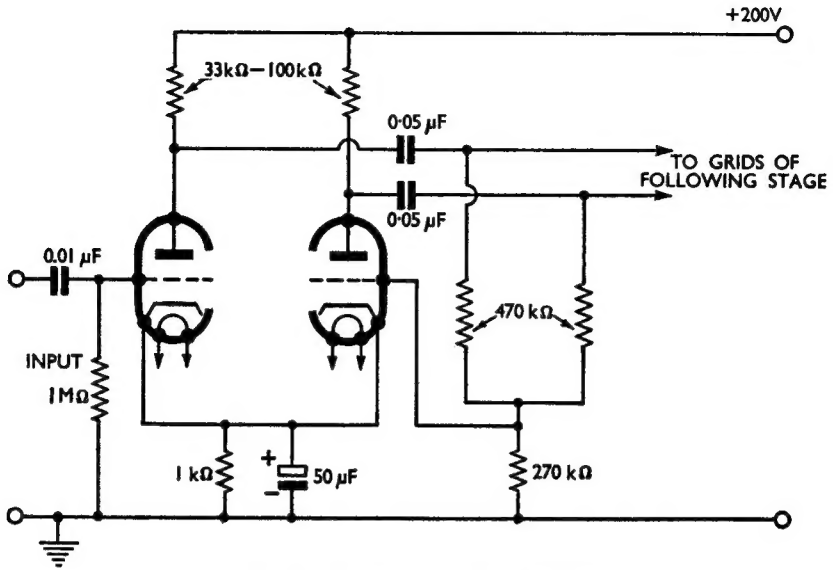 +200V
33kΩ–100kΩ
0·05 µF
TO GRIDS OF
FOLLOWING STAGE
0·05 µF
0.01 µF
470 kΩ
INPUT
1MΩ
1 kΩ
+
−
50 µF
270 kΩ